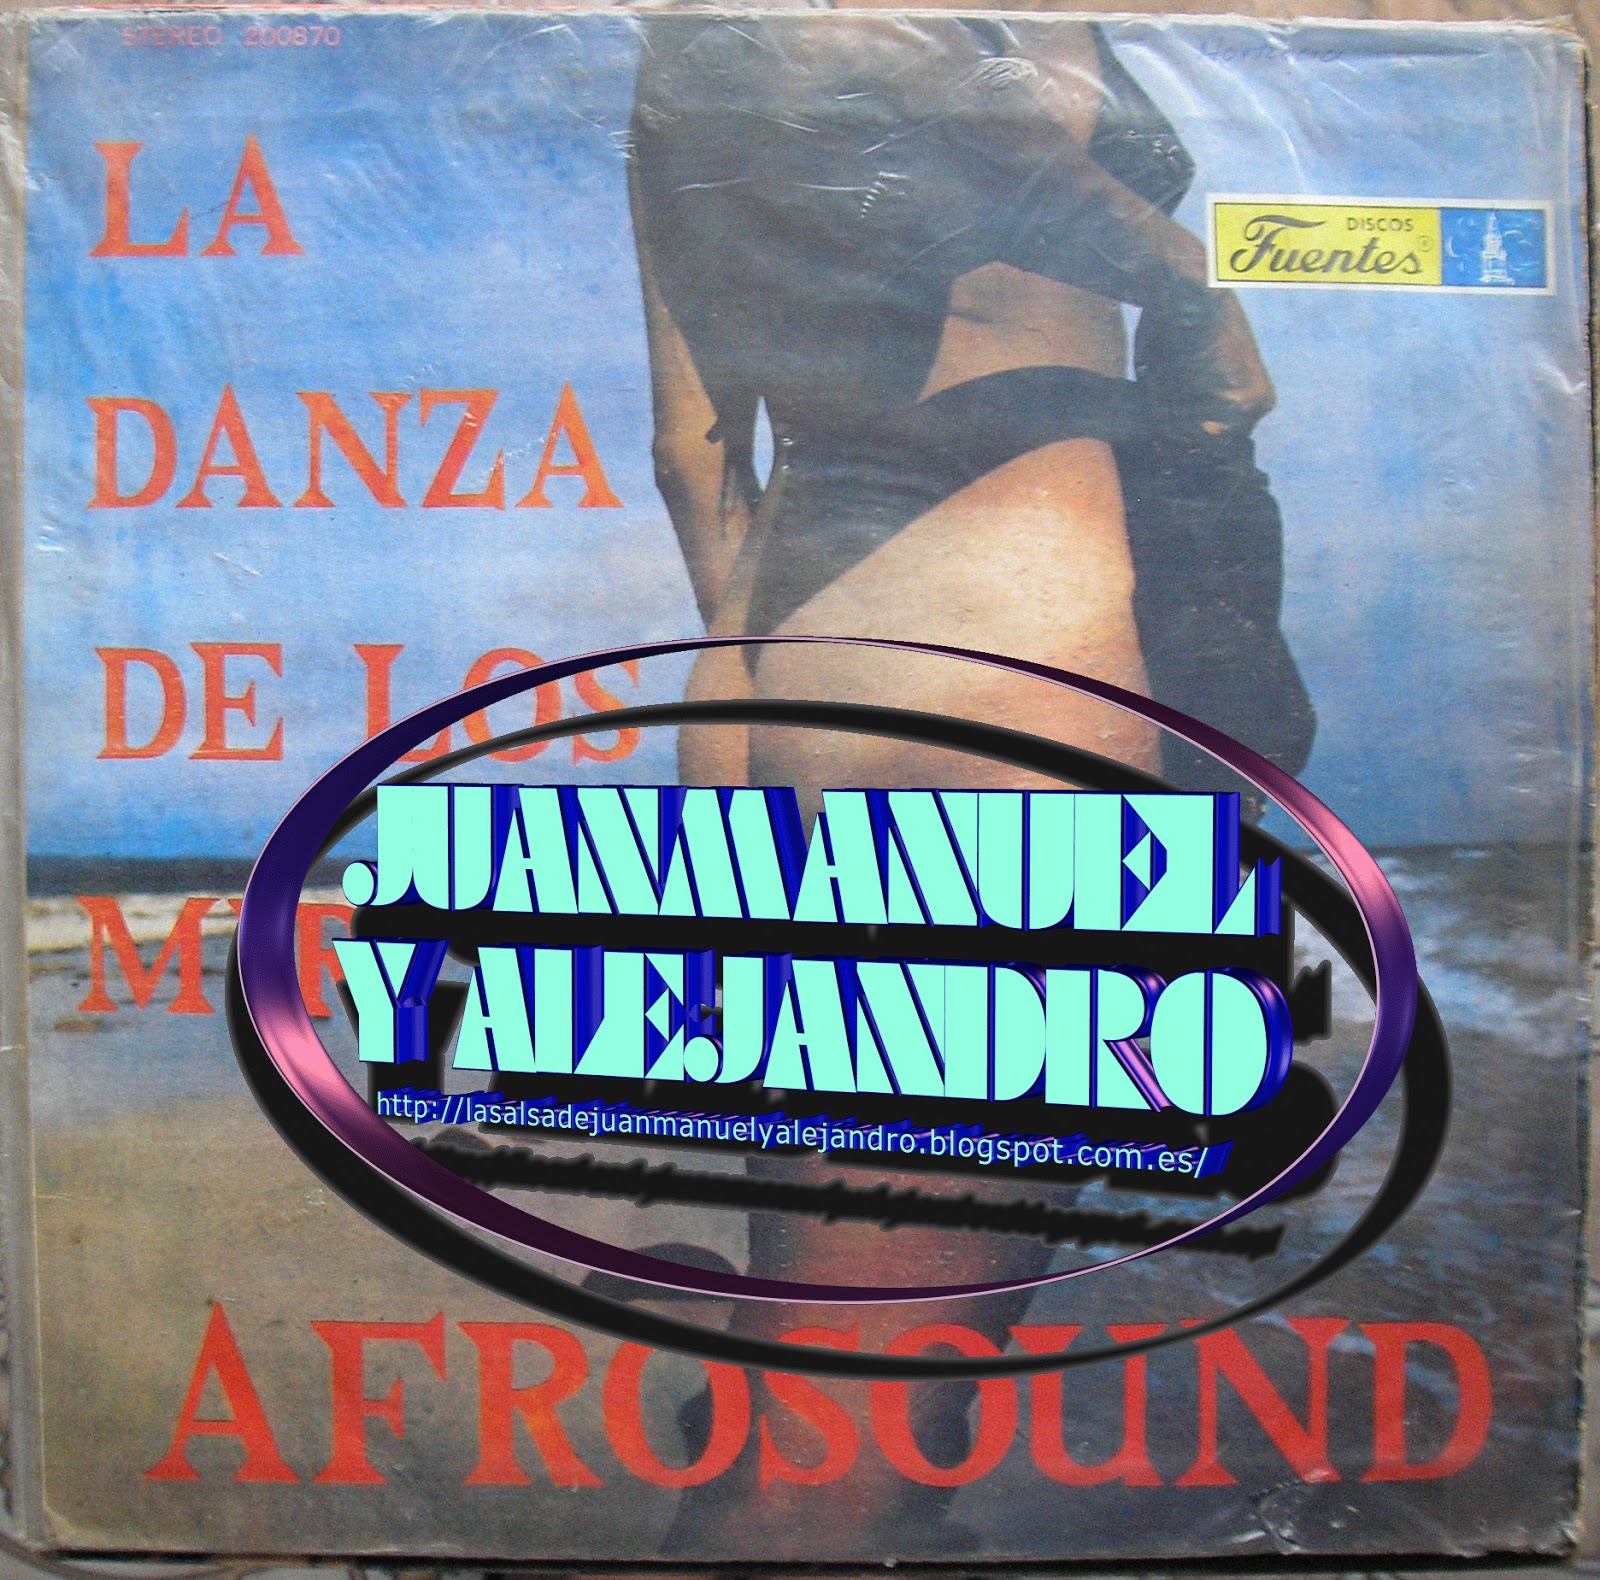 STEREO 200870
LA
DANZA
DE LOS
DISCOS
Fuentes
JUANMANUEL
Y ALEJANDRO
http://lasalsadejuanmanuelyalejandro.blogspot.com.es/
AFROSOUND